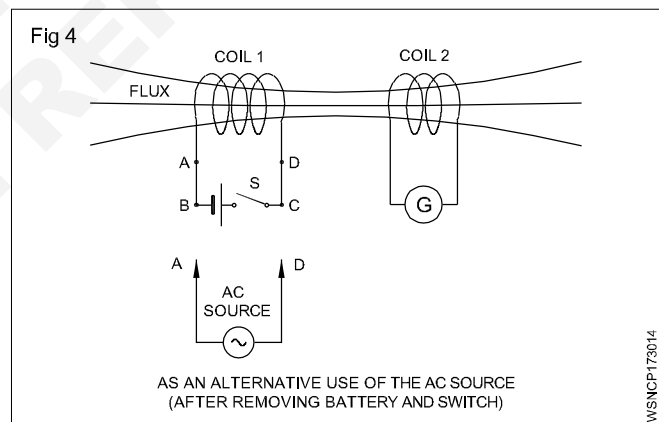 Fig 4
COIL 1
COIL 2
FLUX
A
D
S
B
C
G
A
D
AC
SOURCE
AS AN ALTERNATIVE USE OF THE AC SOURCE
(AFTER REMOVING BATTERY AND SWITCH)
WSNCP173014